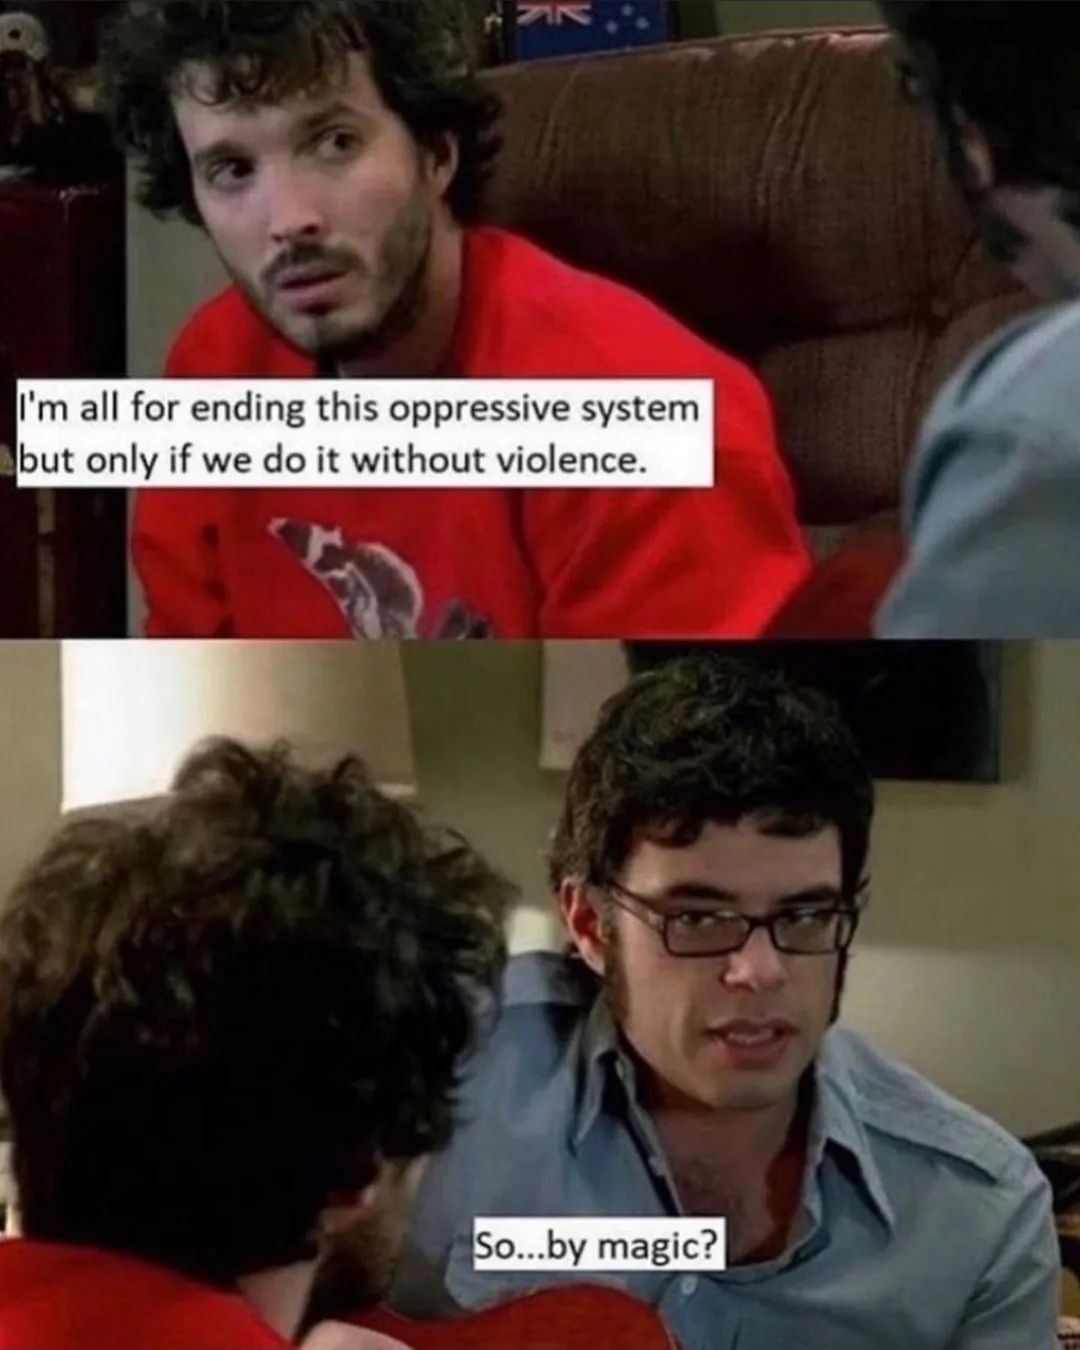 I'm all for ending this oppressive system
but only if we do it without violence.
So...by magic?